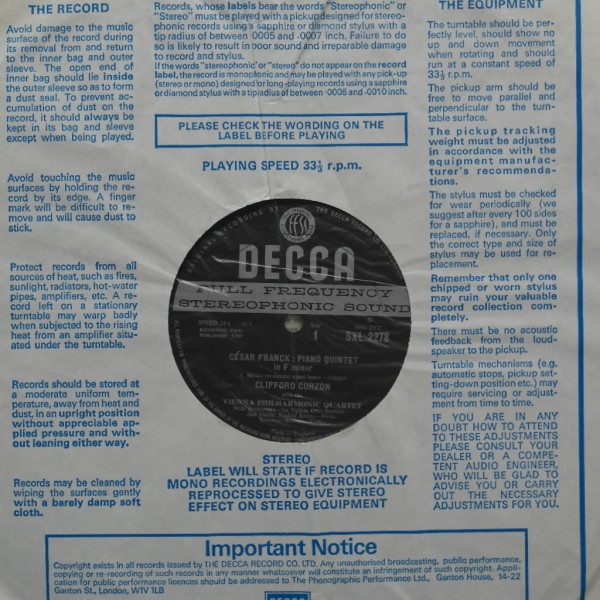 THE RECORD
Avoid damage to the music
surface of the record during
its removal from and return
to the inner bag and outer
sleeve. The open end of
inner bag should lie inside
the outer sleeve so as to form
a dust seal. To prevent ac-
cumulation of dust on the
record, it should always be
kept in its bag and sleeve
except when being played.
Avoid touching the music
surfaces by holding the re-
cord by its edge. A finger
mark will be difficult to re-
move and will cause dust to
stick.
Protect records from all
sources of heat, such as fires,
sunlight, radiators, hot-water
pipes, amplifiers, etc. A re-
cord left on a stationary
turntable may warp badly
when subjected to the rising
heat from an amplifier situ-
ated under the turntable.
Records should be stored at
a moderate uniform tem-
perature, away from heat and
dust, in an upright position
without appreciable ap-
plied pressure and with-
out leaning either way.
Records may be cleaned by
wiping the surfaces gently
with a barely damp soft
cloth.
Records, whose labels bear the words "Stereophonic" or
"Stereo" must be played with a pickup designed for stereo-
phonic records using a sapphire or diamond stylus with a
tip radius of between ·0005 and ·0007 inch. Failure to do
so is likely to result in poor sound and irreparable damage
to record and stylus.
If the words "stereophonic" or "stereo" do not appear on the record
label, the record is monophonic and may be played with any pick-up
(stereo or mono) designed for long-playing records using a sapphire
or diamond stylus with a tip radius of between ·0005 and ·0010 inch.
PLEASE CHECK THE WORDING ON THE
LABEL BEFORE PLAYING
PLAYING SPEED 33⅓ r.p.m.
ORIGINAL RECORDING BY
THE DECCA RECORD CO
ffss
DECCA
FULL FREQUENCY
STEREOPHONIC SOUND
SPEED 33⅓
1
SXL.2278
CÉSAR FRANCK: PIANO QUINTET
in F minor
CLIFFORD CURZON
with the
VIENNA PHILHARMONIC QUARTET
STEREO
LABEL WILL STATE IF RECORD IS
MONO RECORDINGS ELECTRONICALLY
REPROCESSED TO GIVE STEREO
EFFECT ON STEREO EQUIPMENT
THE EQUIPMENT
The turntable should be per-
fectly level, should show no
up and down movement
when rotating and should
run at a constant speed of
33⅓ r.p.m.
The pickup arm should be
free to move parallel and
perpendicular to the turn-
table surface.
The pickup tracking
weight must be adjusted
in accordance with the
equipment manufac-
turer's recommenda-
tions.
The stylus must be checked
for wear periodically (we
suggest after every 100 sides
for a sapphire), and must be
replaced, if necessary. Only
the correct type and size of
stylus may be used for re-
placement.
Remember that only one
chipped or worn stylus
may ruin your valuable
record collection com-
pletely.
There must be no acoustic
feedback from the loud-
speaker to the pickup.
Turntable mechanisms (e.g.
automatic stops, pickup set-
ting-down position etc.) may
require servicing or adjust-
ment from time to time.
IF YOU ARE IN ANY
DOUBT HOW TO ATTEND
TO THESE ADJUSTMENTS
PLEASE CONSULT YOUR
DEALER OR A COMPE-
TENT AUDIO ENGINEER,
WHO WILL BE GLAD TO
ADVISE YOU OR CARRY
OUT THE NECESSARY
ADJUSTMENTS FOR YOU.
Important Notice
Copyright exists in all records issued by THE DECCA RECORD CO. LTD. Any unauthorised broadcasting, public performance,
copying or re-recording of such records in any manner whatsoever will constitute an infringement of such copyright. Appli-
cation for public performance licences should be addressed to The Phonographic Performance Ltd., Ganton House, 14-22
Ganton St., London, W1V 1LB
DECCA